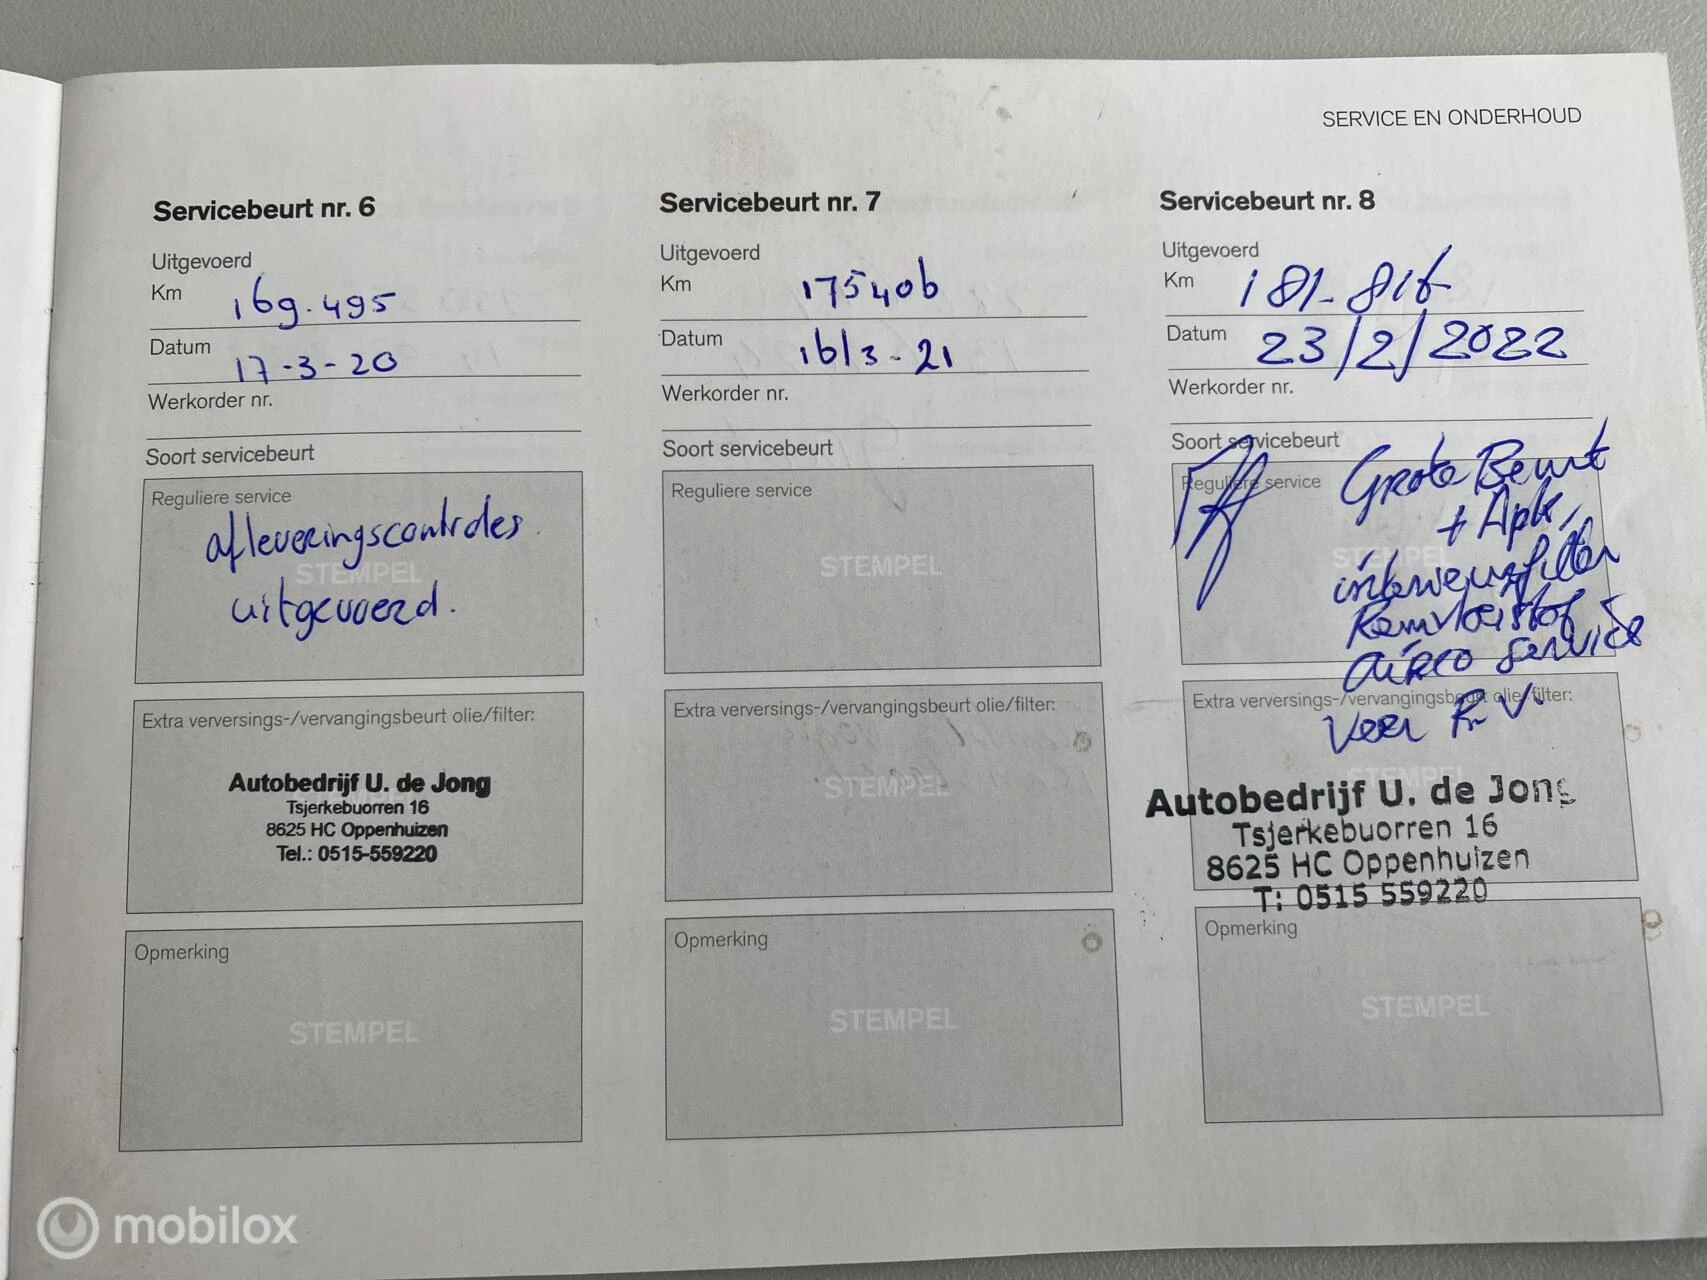 SERVICE EN ONDERHOUD
Servicebeurt nr. 6
Uitgevoerd
Km 169.495
Datum 17-3-20
Werkorder nr.
Soort servicebeurt
Reguliere service
afleveringscontroles
STEMPEL
uitgevoerd.
Extra verversings-/vervangingsbeurt olie/filter:
Autobedrijf U. de Jong
Tsjerkebuorren 16
8625 HC Oppenhuizen
Tel.: 0515-559220
Opmerking
STEMPEL
Servicebeurt nr. 7
Uitgevoerd
Km 175406
Datum 16/3-21
Werkorder nr.
Soort servicebeurt
Reguliere service
STEMPEL
Extra verversings-/vervangingsbeurt olie/filter:
STEMPEL
Opmerking
STEMPEL
Servicebeurt nr. 8
Uitgevoerd
Km 181-816
Datum 23/2/2022
Werkorder nr.
Soort servicebeurt
Reguliere service
Grote Beurt
+ Apk,
STEMPEL
interieurfilter
Remvloeistof
airco service
Extra verversings-/vervangingsbeurt olie/filter:
Veer R V.
STEMPEL
Autobedrijf U. de Jong
Tsjerkebuorren 16
8625 HC Oppenhuizen
T: 0515 559220
Opmerking
STEMPEL
mobilox